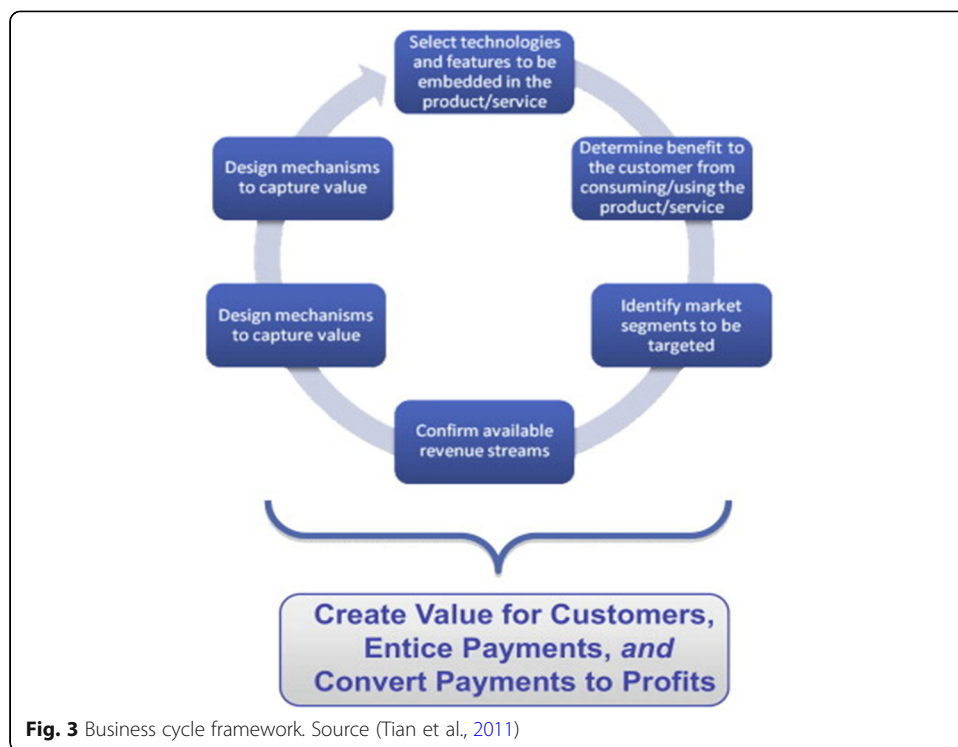 Select technologies
and features to be
embedded in the
product/service
Determine benefit to
the customer from
consuming/using the
product/service
Identify market
segments to be
targeted
Confirm available
revenue streams
Design mechanisms
to capture value
Design mechanisms
to capture value
Create Value for Customers,
Entice Payments, and
Convert Payments to Profits
Fig. 3 Business cycle framework. Source (Tian et al., 2011)